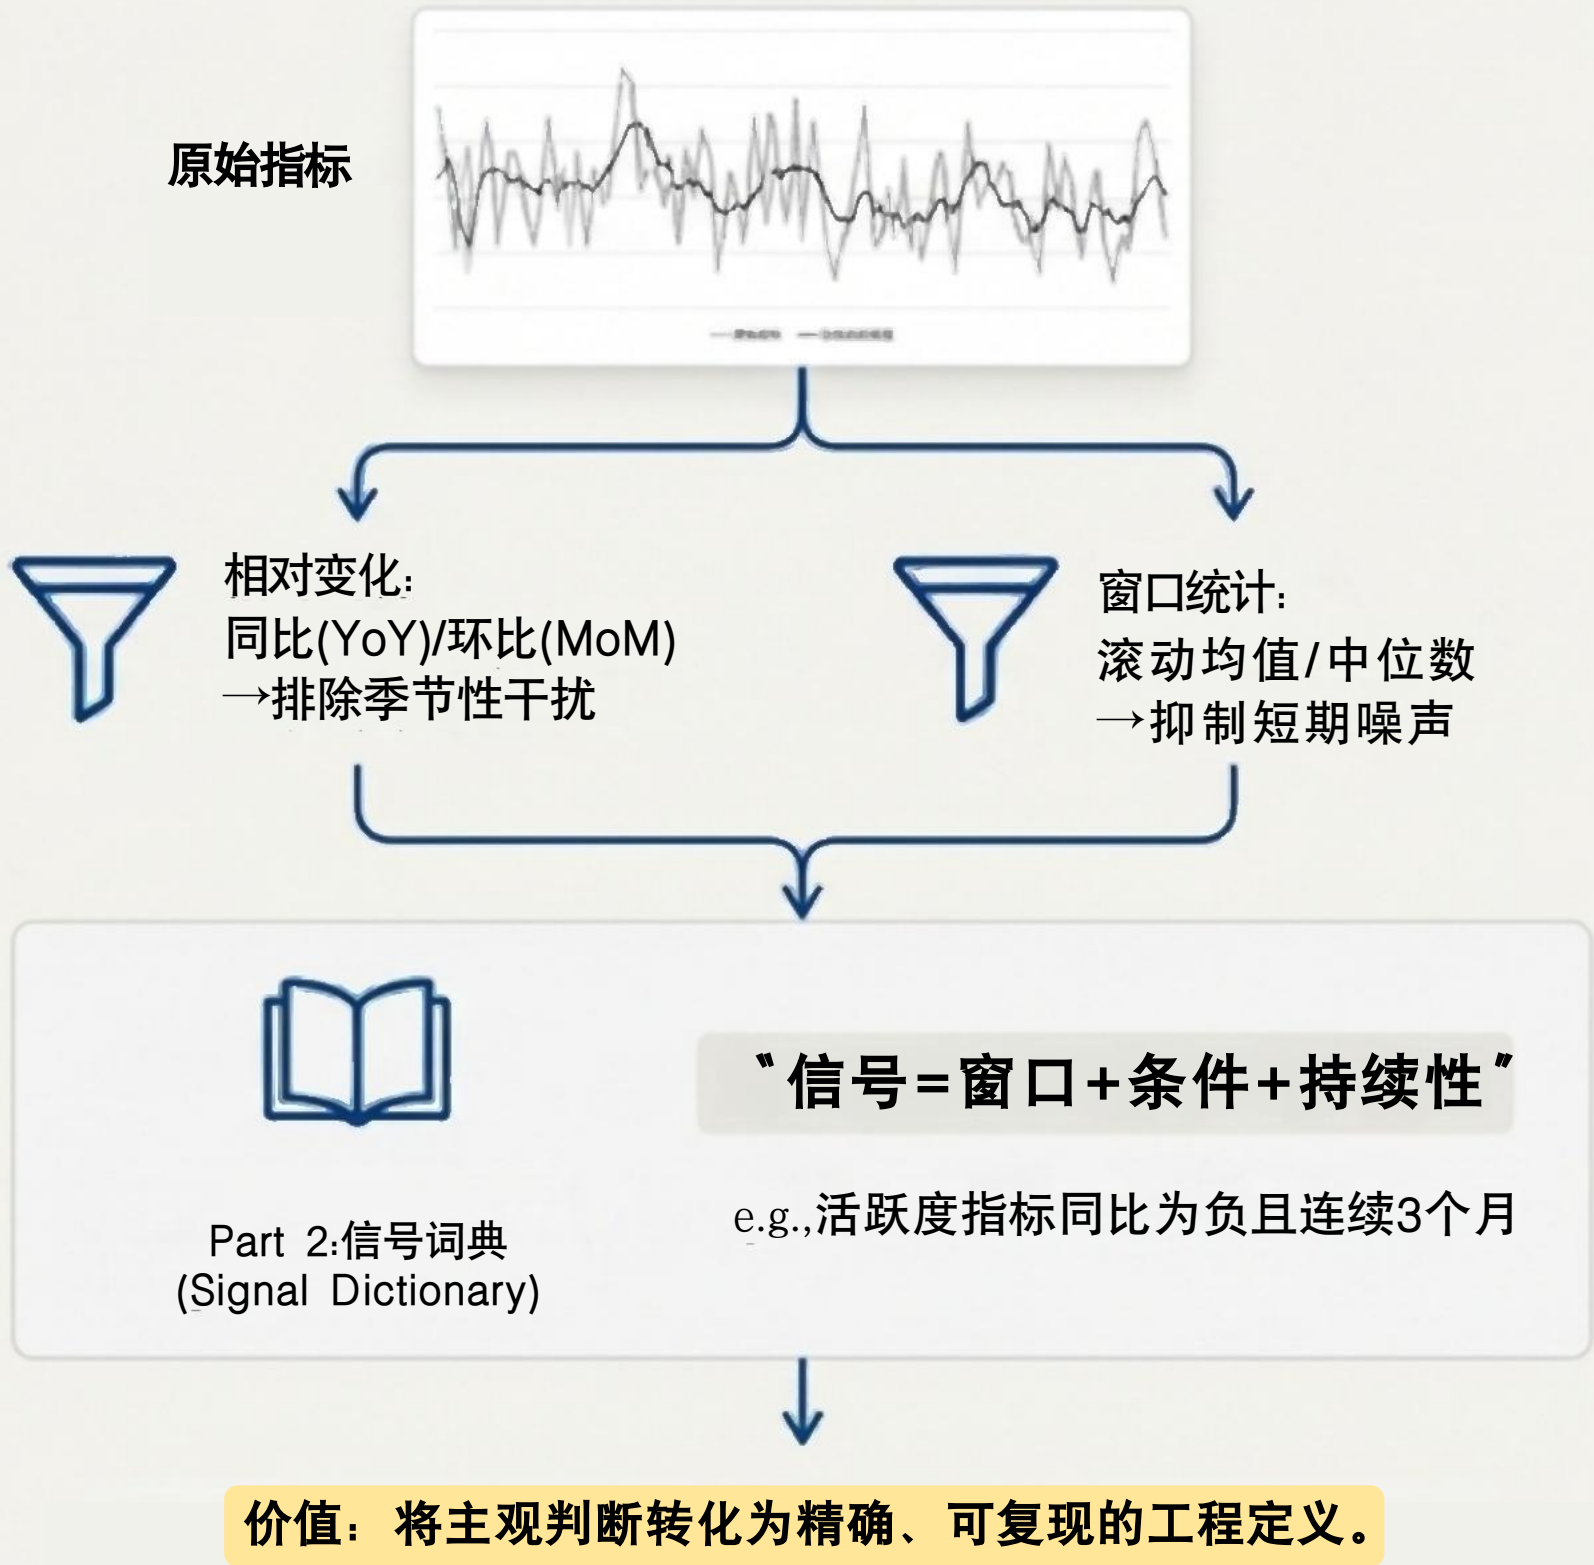 原始指标
相对变化:
同比(YoY)/环比(MoM)
→排除季节性干扰
窗口统计:
滚动均值/中位数
→抑制短期噪声
Part 2:信号词典
(Signal Dictionary)
〝信号=窗口+条件+持续性〞
e.g.,活跃度指标同比为负且连续3个月
价值：将主观判断转化为精确、可复现的工程定义。